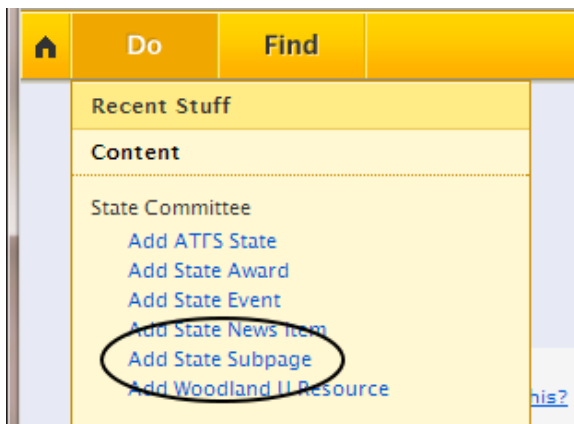 Do Find
Recent Stuff
Content
State Committee
Add ATFS State
Add State Award
Add State Event
Add State News Item
Add State Subpage
Add Woodland U Resource
his?